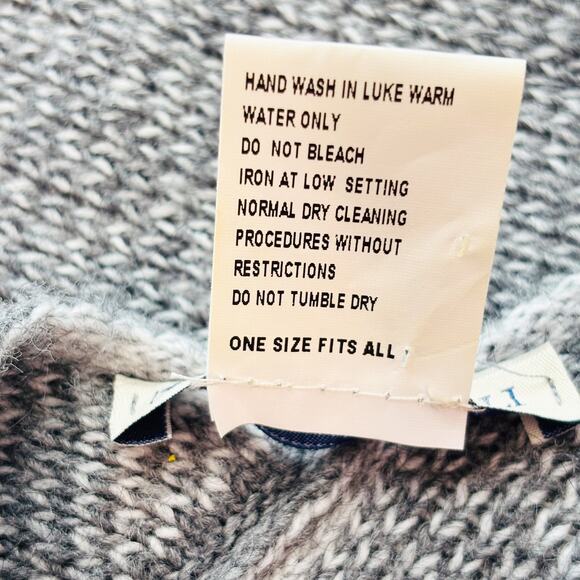 HAND WASH IN LUKE WARM
WATER ONLY
DO NOT BLEACH
IRON AT LOW SETTING
NORMAL DRY CLEANING
PROCEDURES WITHOUT
RESTRICTIONS
DO NOT TUMBLE DRY
ONE SIZE FITS ALL